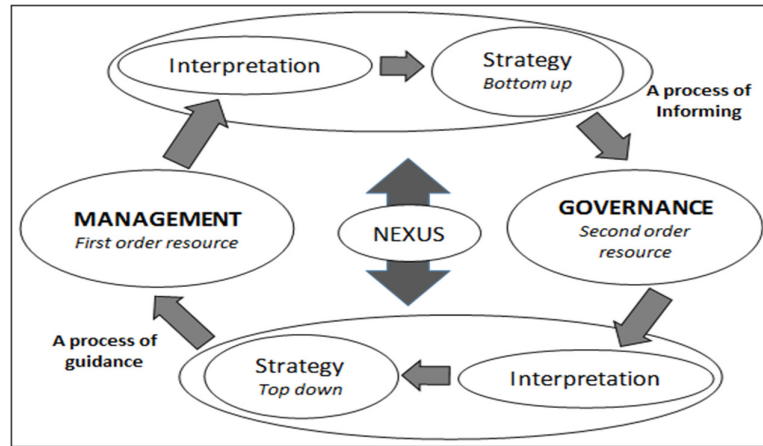 Interpretation
Strategy
Bottom up
A process of
Informing
MANAGEMENT
First order resource
NEXUS
GOVERNANCE
Second order
resource
A process of
guidance
Strategy
Top down
Interpretation